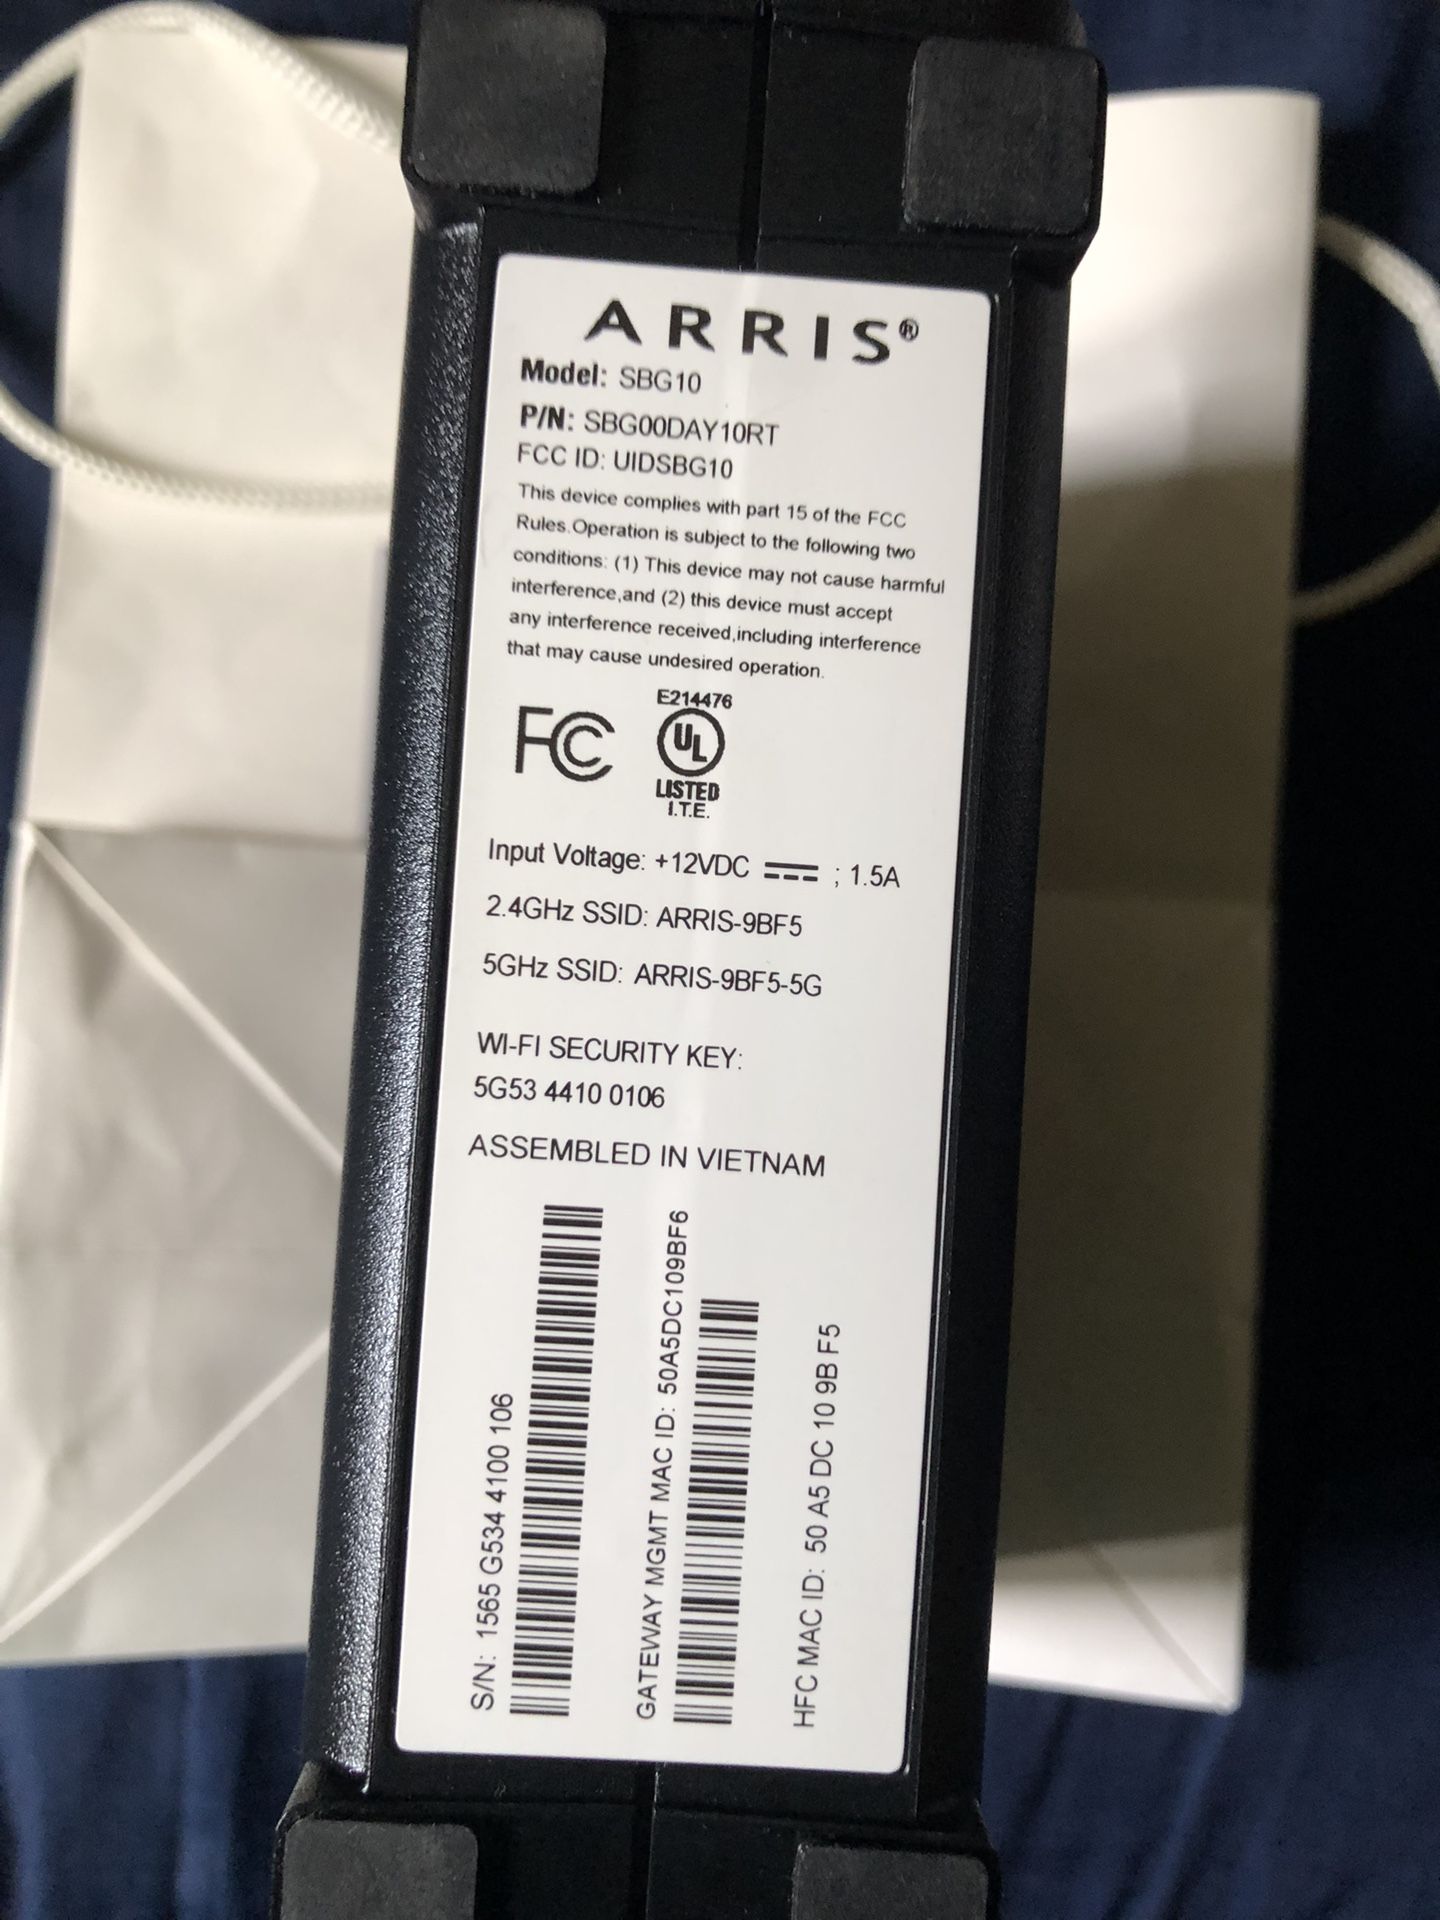 ARRIS®
Model: SBG10
P/N: SBG00DAY10RT
FCC ID: UIDSBG10
This device complies with part 15 of the FCC
Rules.Operation is subject to the following two
conditions: (1) This device may not cause harmful
interference,and (2) this device must accept
any interference received,including interference
that may cause undesired operation.
FC
E214476
UL
LISTED
I.T.E.
Input Voltage: +12VDC ; 1.5A
2.4GHz SSID: ARRIS-9BF5
5GHz SSID: ARRIS-9BF5-5G
WI-FI SECURITY KEY:
5G53 4410 0106
ASSEMBLED IN VIETNAM
S/N: 1565 G534 4100 106
GATEWAY MGMT MAC ID: 50A5DC109BF6
HFC MAC ID: 50 A5 DC 10 9B F5